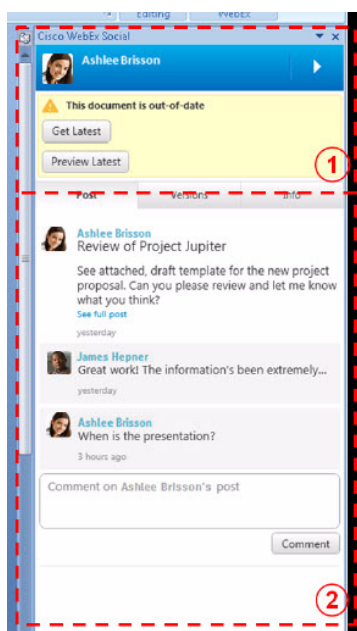 Editing WebEx
Cisco WebEx Social
Ashlee Brisson
This document is out-of-date
Get Latest
Preview Latest
1
Post Versions Info
Ashlee Brisson
Review of Project Jupiter
See attached, draft template for the new project
proposal. Can you please review and let me know
what you think?
See full post
yesterday
James Hepner
Great work! The information's been extremely...
yesterday
Ashlee Brisson
When is the presentation?
3 hours ago
Comment on Ashlee Brisson's post
Comment
2